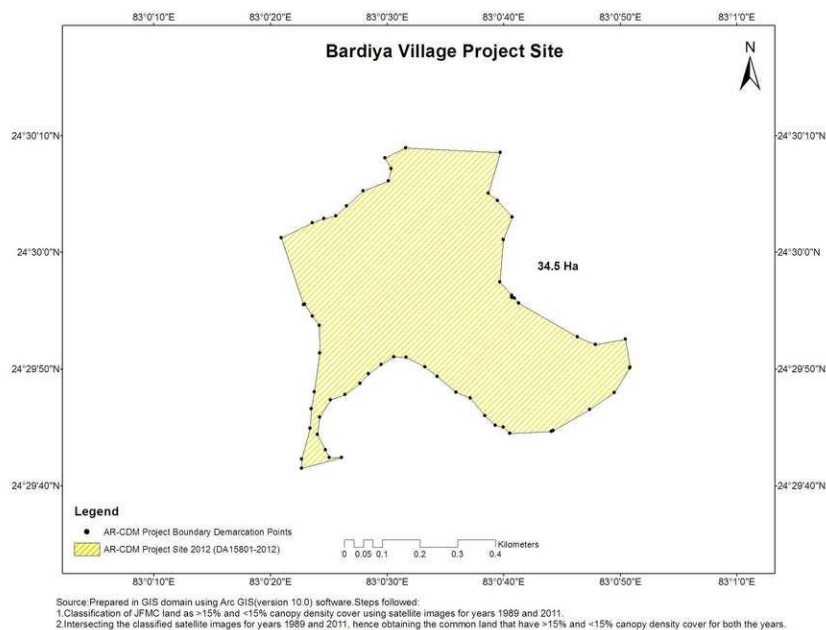 83°0'10"E 83°0'20"E 83°0'30"E 83°0'40"E 83°0'50"E 83°1'0"E
Bardiya Village Project Site
N
24°30'10"N 24°30'10"N
24°30'0"N 24°30'0"N
34.5 Ha
24°29'50"N 24°29'50"N
24°29'40"N 24°29'40"N
Legend
AR-CDM Project Boundary Demarcation Points
AR-CDM Project Site 2012 (DA15801-2012)
Kilometers
0 0.05 0.1 0.2 0.3 0.4
83°0'10"E 83°0'20"E 83°0'30"E 83°0'40"E 83°0'50"E 83°1'0"E
Source:Prepared in GIS domain using Arc GIS(version 10.0) software.Steps followed:
1.Classification of JFMC land as >15% and <15% canopy density cover using satellite images for years 1989 and 2011.
2.Intersecting the classified satellite images for years 1989 and 2011, hence obtaining the common land that have >15% and <15% canopy density cover for both the years.